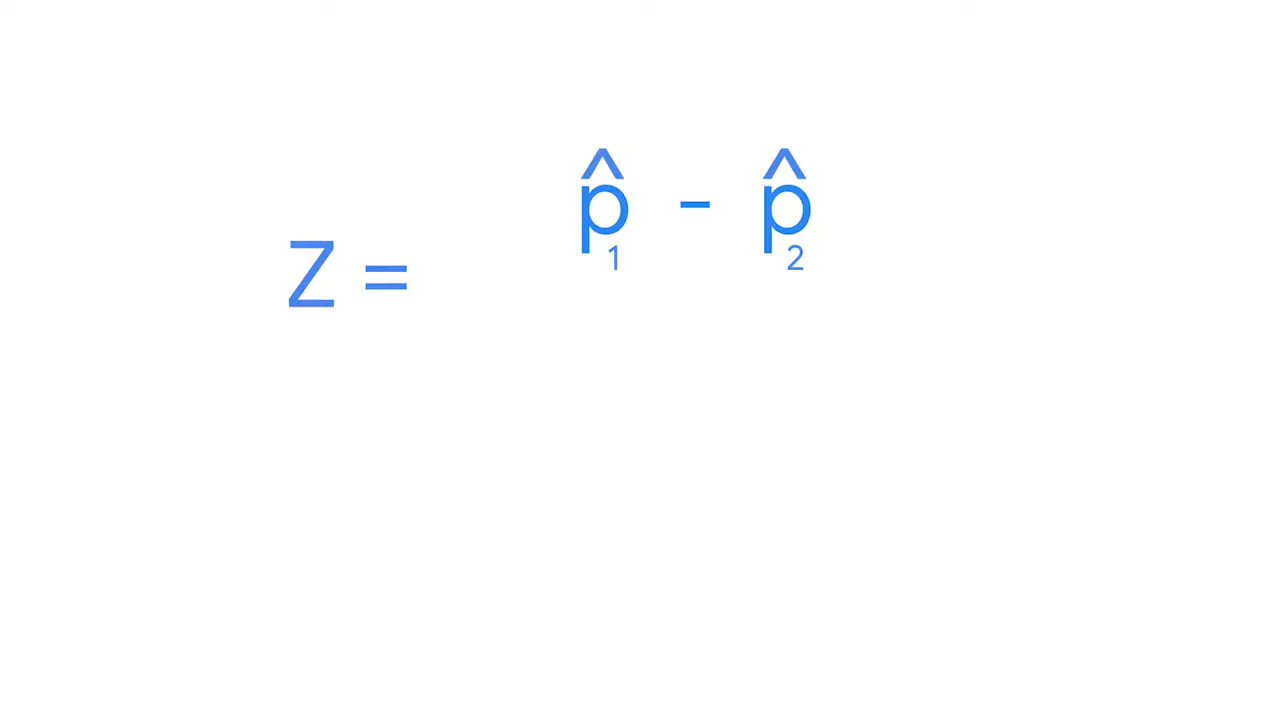 p̂₁ - p̂₂
Z =